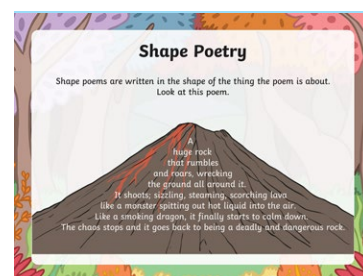 Shape Poetry
Shape poems are written in the shape of the thing the poem is about.
Look at this poem.
A
huge rock
that rumbles
and roars, wrecking
the ground all around it.
It shoots; sizzling, steaming, scorching lava
like a monster spitting out hot liquid into the air.
Like a smoking dragon, it finally starts to calm down.
The chaos stops and it goes back to being a deadly and dangerous rock.